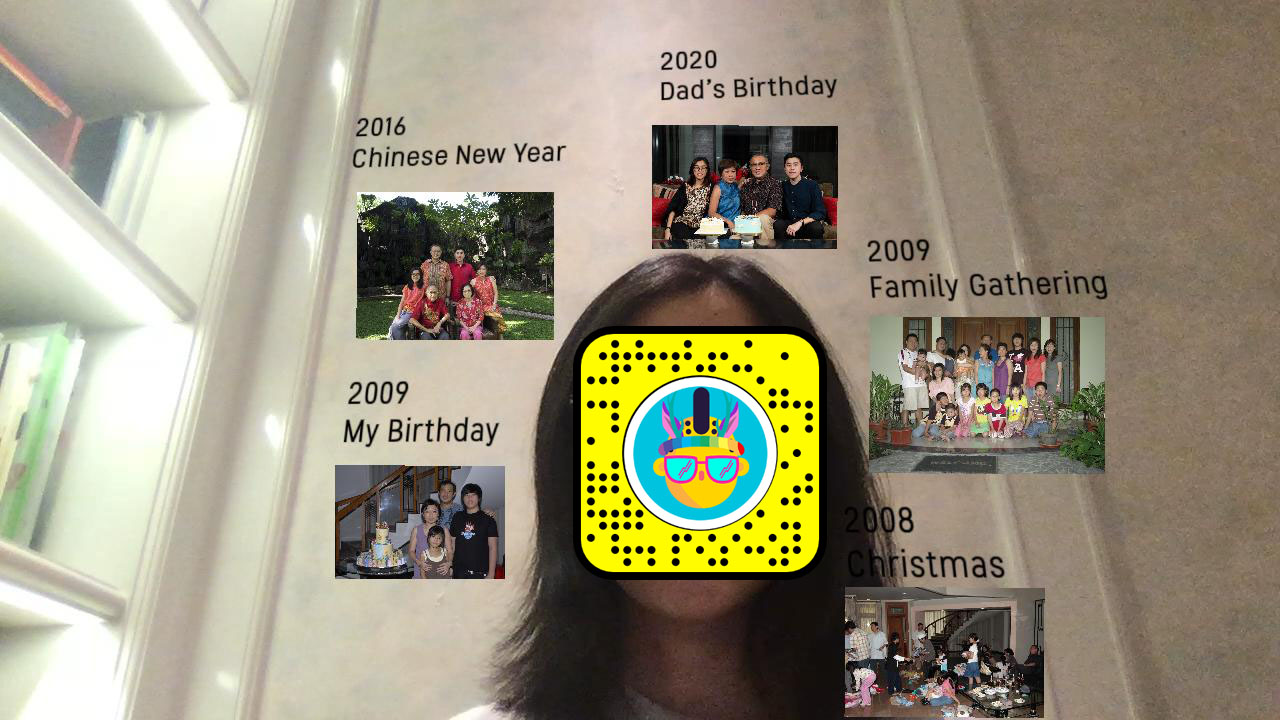 2020
Dad's Birthday
2016
Chinese New Year
2009
Family Gathering
2009
My Birthday
2008
Christmas